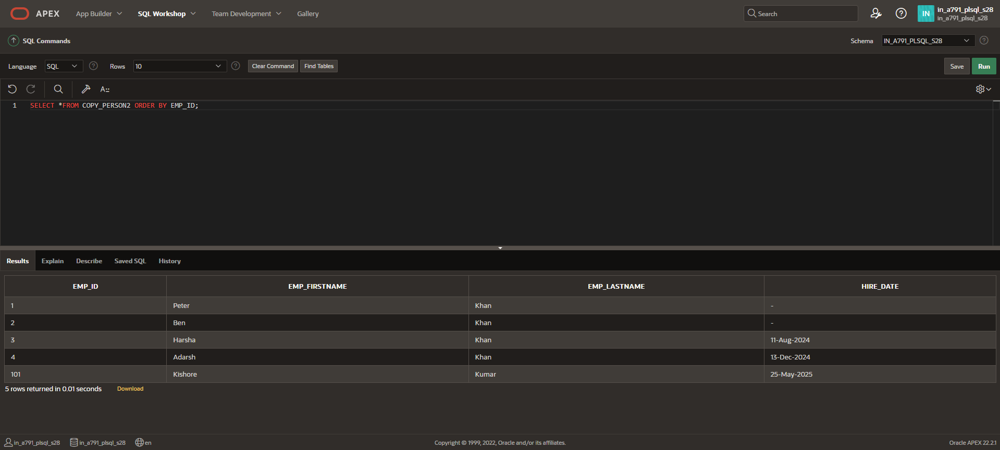 APEX App Builder SQL Workshop Team Development Gallery Search in_a791_plsql_s28
IN in_a791_plsql_s28
SQL Commands Schema IN_A791_PLSQL_S28
Language SQL Rows 10 Clear Command Find Tables Save Run
A::
1 SELECT *FROM COPY_PERSON2 ORDER BY EMP_ID;
Results Explain Describe Saved SQL History
EMP_ID EMP_FIRSTNAME EMP_LASTNAME HIRE_DATE
1 Peter Khan -
2 Ben Khan -
3 Harsha Khan 11-Aug-2024
4 Adarsh Khan 13-Dec-2024
101 Kishore Kumar 25-May-2025
5 rows returned in 0.01 seconds Download
in_a791_plsql_s28 in_a791_plsql_s28 en Copyright © 1999, 2022, Oracle and/or its affiliates. Oracle APEX 22.2.1